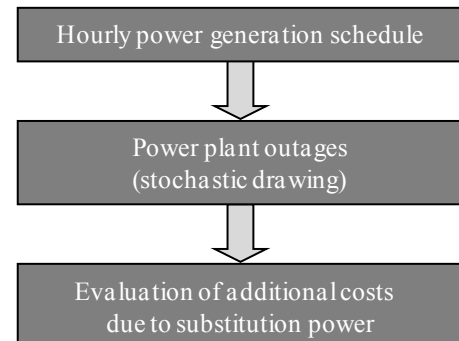 Hourly power generation schedule
Power plant outages
(stochastic drawing)
Evaluation of additional costs
due to substitution power